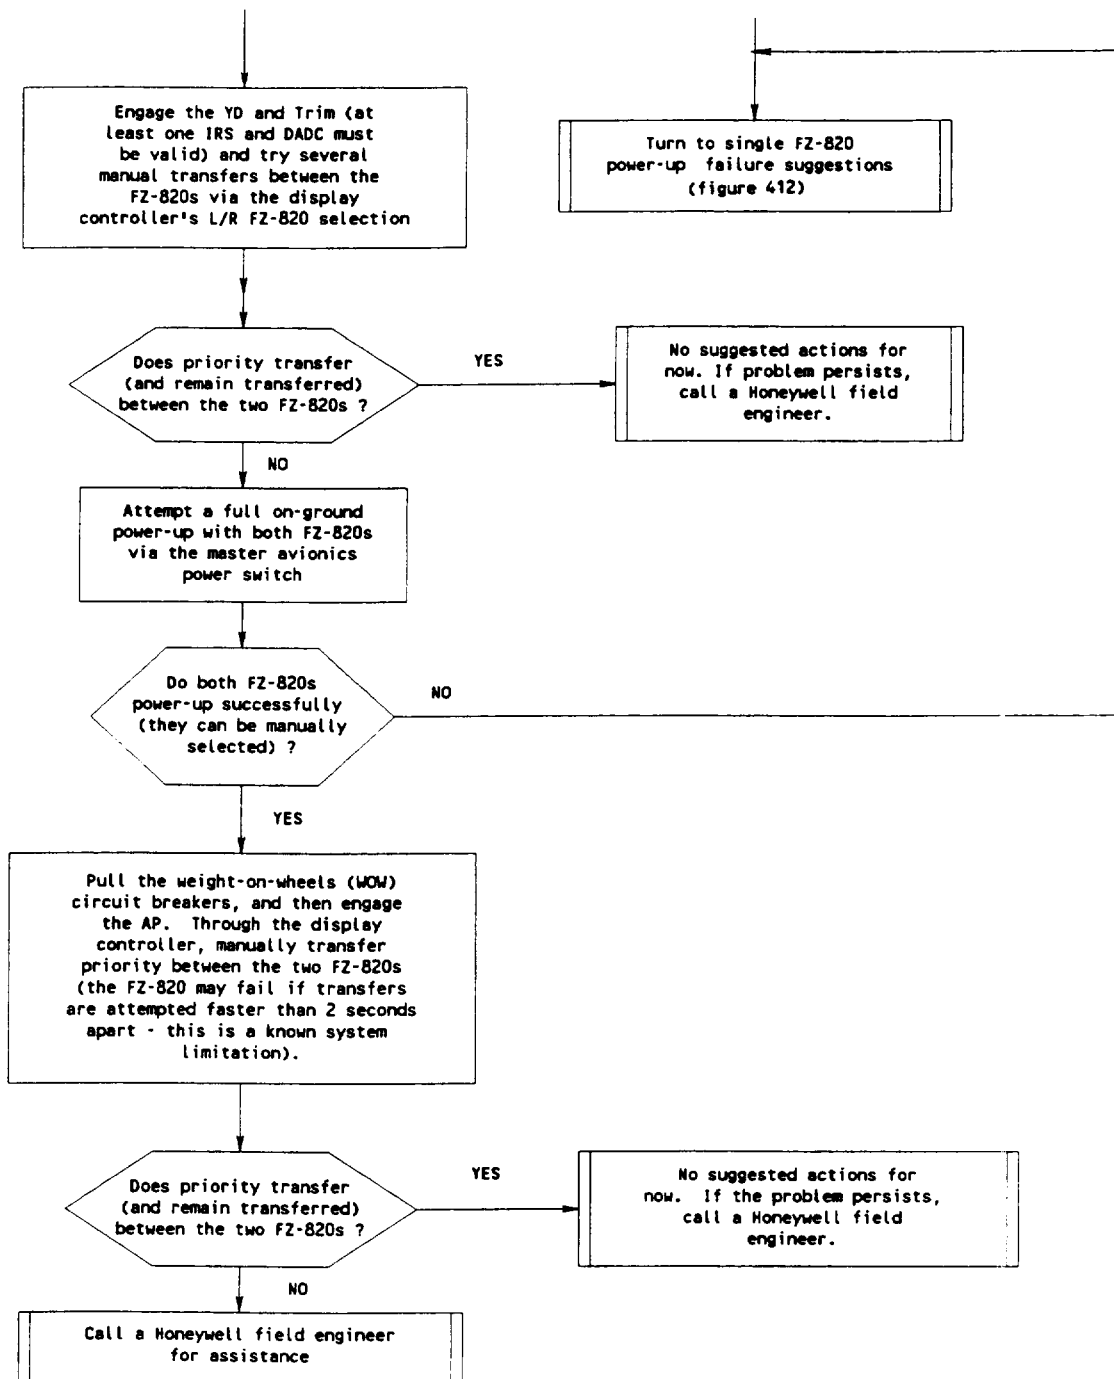 Engage the YD and Trim (at
least one IRS and DADC must
be valid) and try several
manual transfers between the
FZ-820s via the display
controller's L/R FZ-820 selection
Turn to single FZ-820
power-up failure suggestions
(figure 412)
Does priority transfer
(and remain transferred)
between the two FZ-820s ?
YES
No suggested actions for
now. If problem persists,
call a Honeywell field
engineer.
NO
Attempt a full on-ground
power-up with both FZ-820s
via the master avionics
power switch
Do both FZ-820s
power-up successfully
(they can be manually
selected) ?
NO
YES
Pull the weight-on-wheels (WOW)
circuit breakers, and then engage
the AP. Through the display
controller, manually transfer
priority between the two FZ-820s
(the FZ-820 may fail if transfers
are attempted faster than 2 seconds
apart - this is a known system
limitation).
Does priority transfer
(and remain transferred)
between the two FZ-820s ?
YES
No suggested actions for
now. If the problem persists,
call a Honeywell field
engineer.
NO
Call a Honeywell field engineer
for assistance